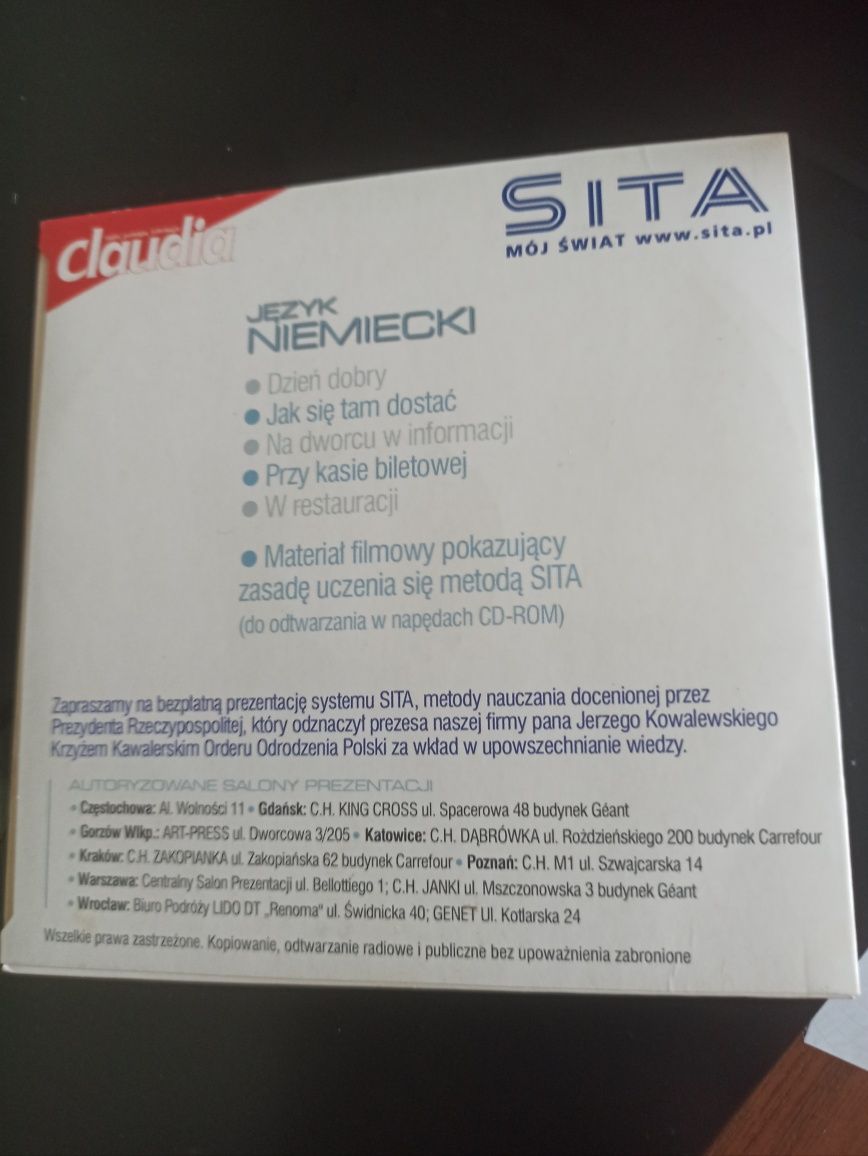 Claudia
SITA
MÓJ ŚWIAT www.sita.pl
JĘZYK
NIEMIECKI
● Dzień dobry
● Jak się tam dostać
● Na dworcu w informacji
● Przy kasie biletowej
● W restauracji
● Materiał filmowy pokazujący
zasadę uczenia się metodą SITA
(do odtwarzania w napędach CD-ROM)
Zapraszamy na bezpłatną prezentację systemu SITA, metody nauczania docenionej przez
Prezydenta Rzeczypospolitej, który odznaczył prezesa naszej firmy pana Jerzego Kowalewskiego
Krzyżem Kawalerskim Orderu Odrodzenia Polski za wkład w upowszechnianie wiedzy.
AUTORYZOWANE SALONY PREZENTACJI
• Częstochowa: Al. Wolności 11 • Gdańsk: C.H. KING CROSS ul. Spacerowa 48 budynek Géant
• Gorzów Wlkp.: ART-PRESS ul. Dworcowa 3/205 • Katowice: C.H. DĄBRÓWKA ul. Roździeńskiego 200 budynek Carrefour
• Kraków: C.H. ZAKOPIANKA ul. Zakopiańska 62 budynek Carrefour • Poznań: C.H. M1 ul. Szwajcarska 14
• Warszawa: Centralny Salon Prezentacji ul. Bellottiego 1; C.H. JANKI ul. Mszczonowska 3 budynek Géant
• Wrocław: Biuro Podróży LIDO DT „Renoma" ul. Świdnicka 40; GENET Ul. Kotlarska 24
Wszelkie prawa zastrzeżone. Kopiowanie, odtwarzanie radiowe i publiczne bez upoważnienia zabronione